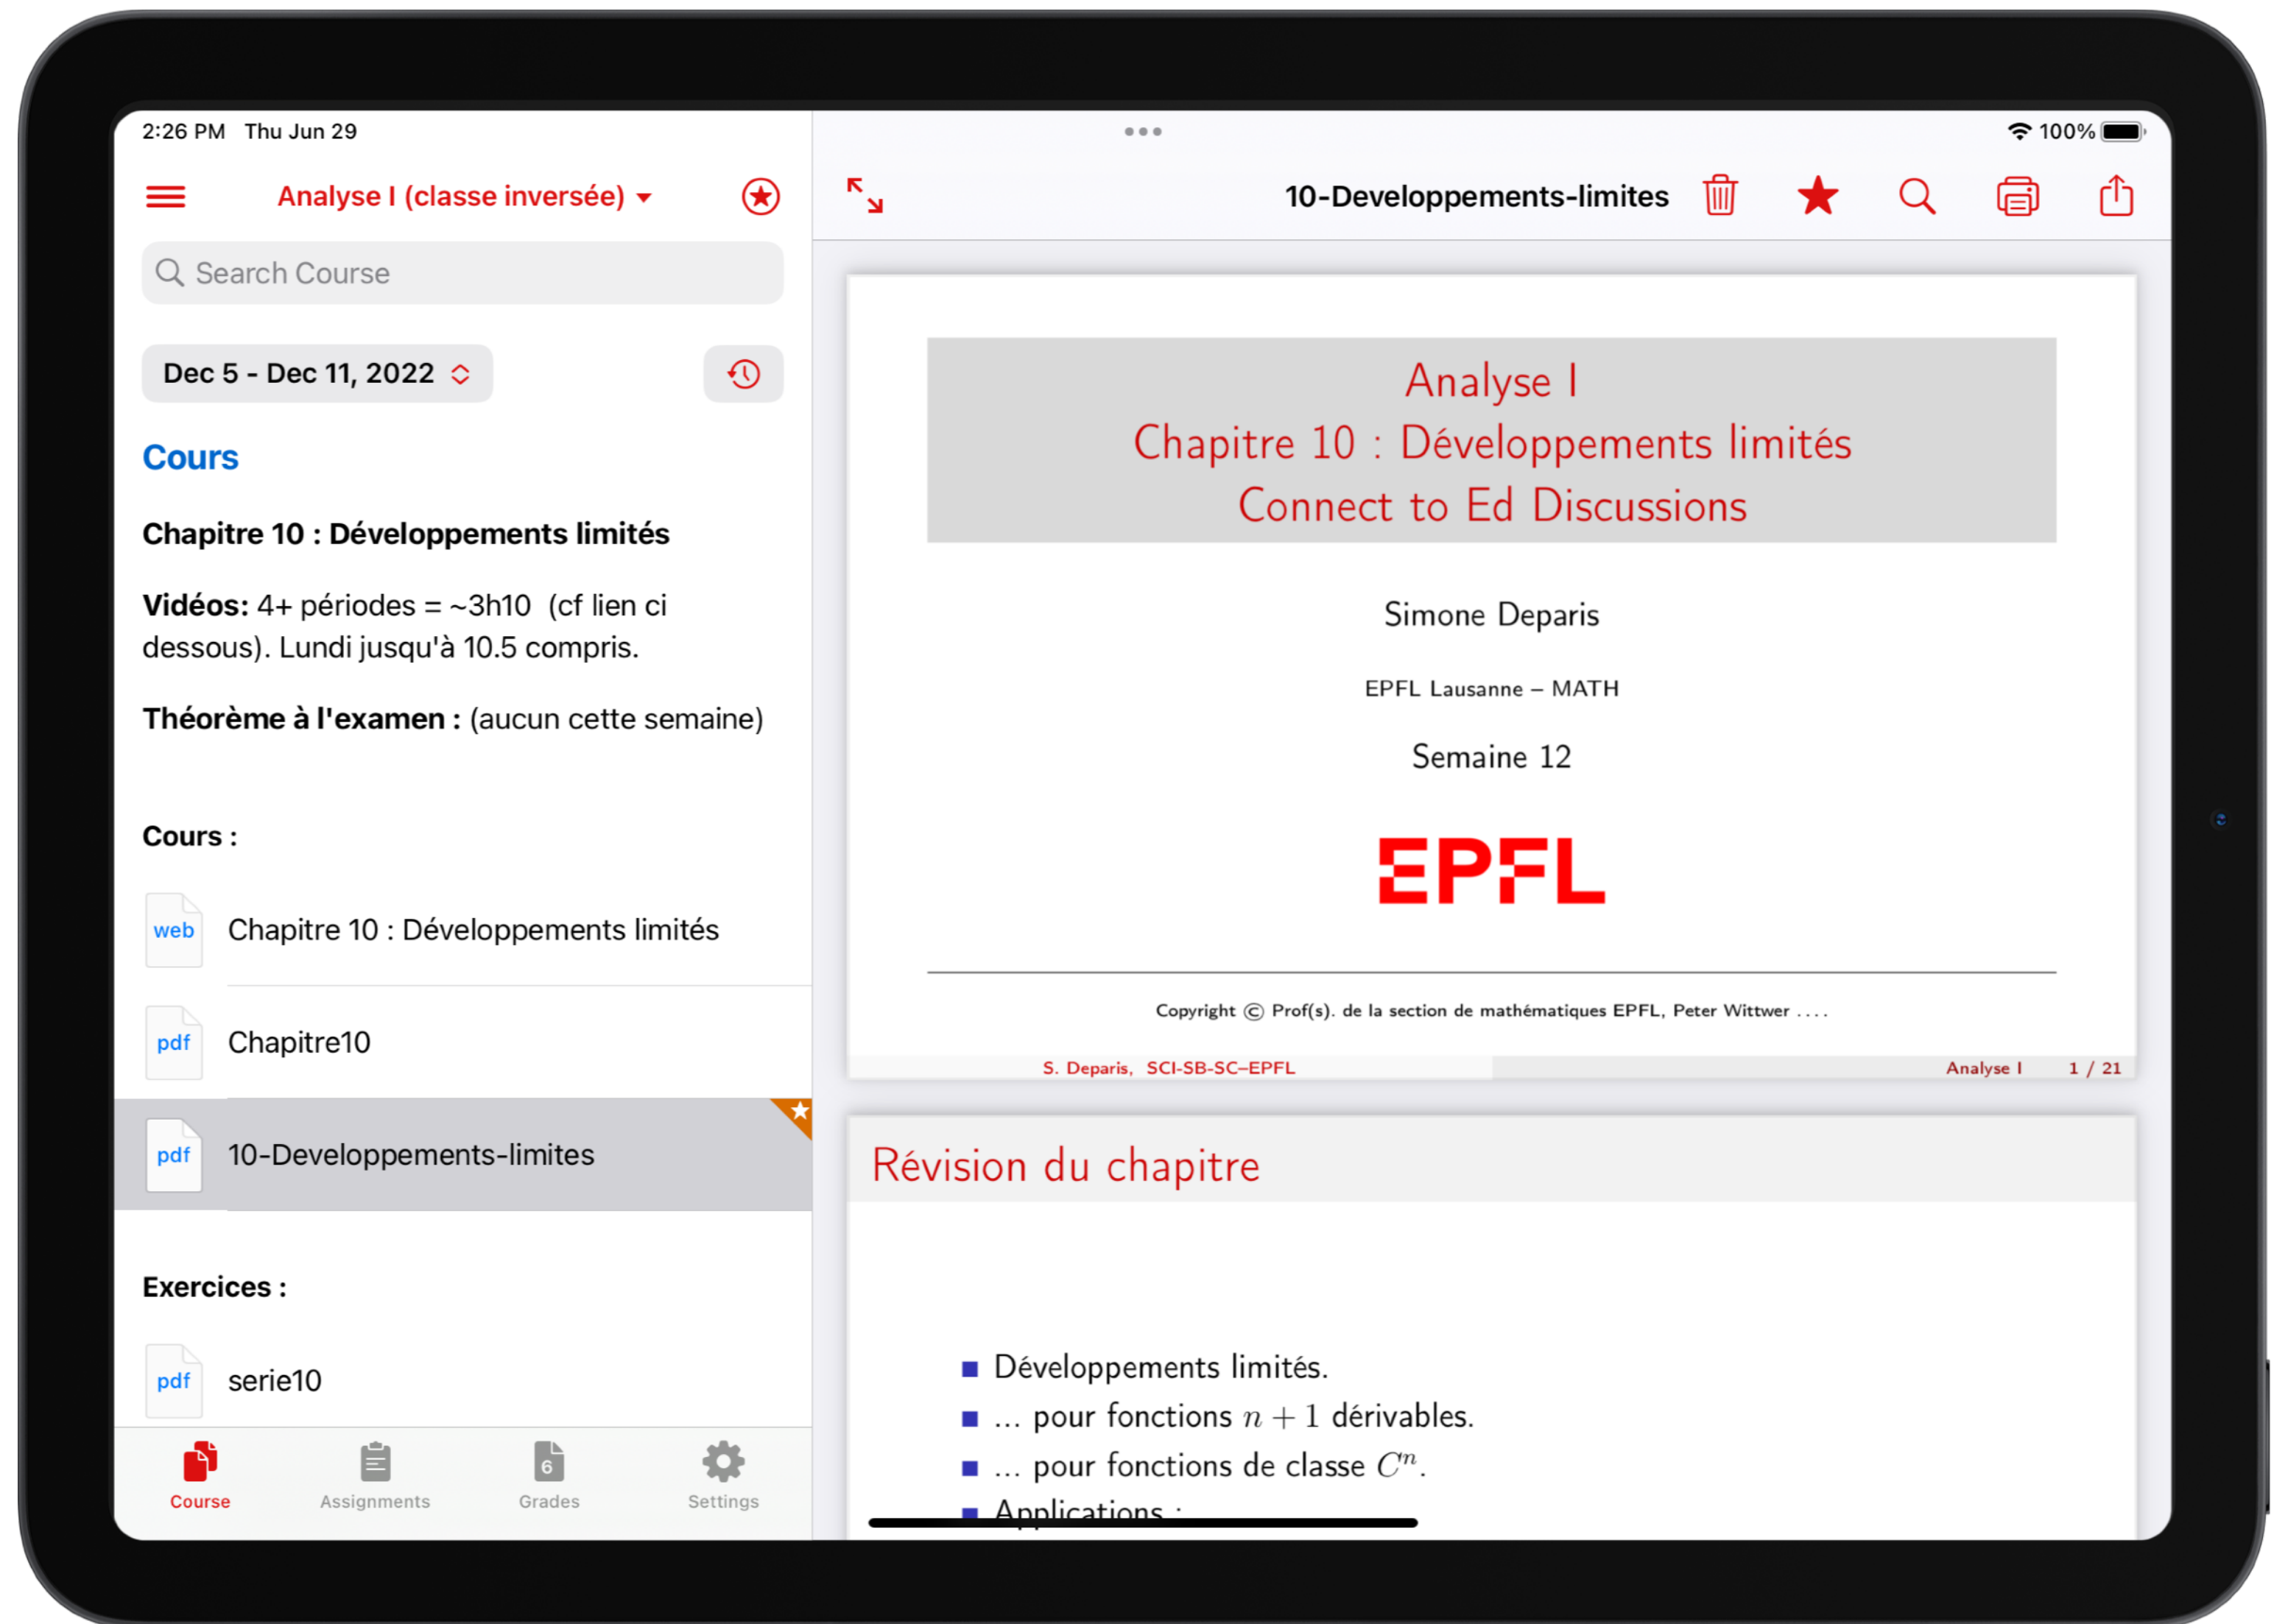 2:26 PM Thu Jun 29
100%
Analyse I (classe inversée)
Search Course
Dec 5 - Dec 11, 2022
Cours
Chapitre 10 : Développements limités
Vidéos: 4+ périodes = ~3h10 (cf lien ci
dessous). Lundi jusqu'à 10.5 compris.
Théorème à l'examen : (aucun cette semaine)
Cours :
web Chapitre 10 : Développements limités
pdf Chapitre10
pdf 10-Developpements-limites
Exercices :
pdf serie10
Course
Assignments
6
Grades
Settings
10-Developpements-limites
Analyse I
Chapitre 10 : Développements limités
Connect to Ed Discussions
Simone Deparis
EPFL Lausanne – MATH
Semaine 12
EPFL
Copyright © Prof(s). de la section de mathématiques EPFL, Peter Wittwer ....
S. Deparis, SCI-SB-SC–EPFL Analyse I 1 / 21
Révision du chapitre
Développements limités.
... pour fonctions n + 1 dérivables.
... pour fonctions de classe Cⁿ.
Applications :